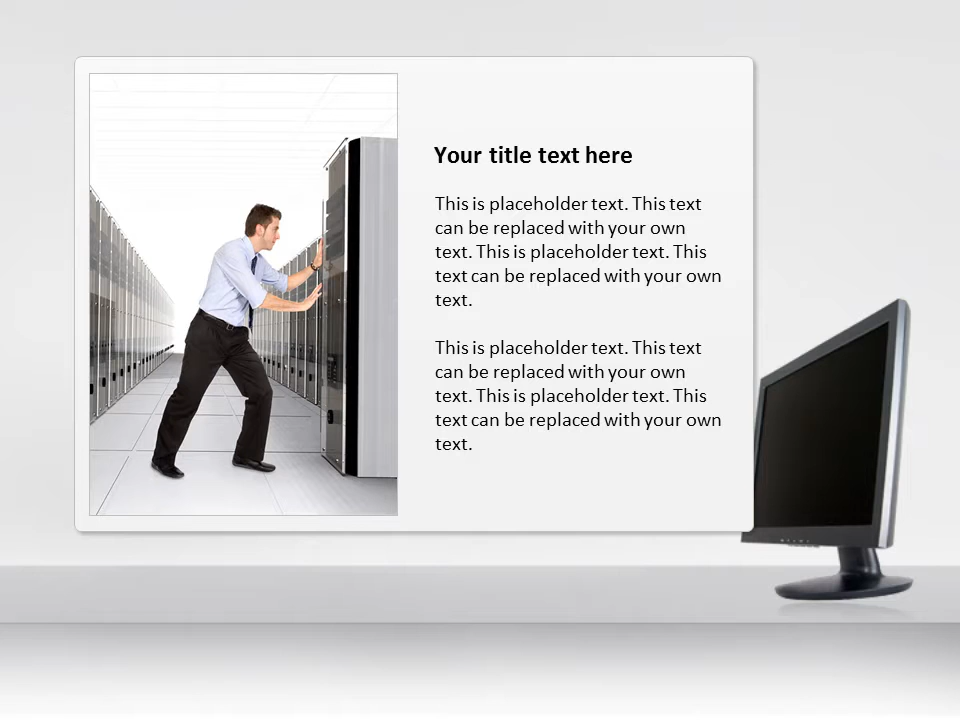 Your title text here
This is placeholder text. This text
can be replaced with your own
text. This is placeholder text. This
text can be replaced with your own
text.
This is placeholder text. This text
can be replaced with your own
text. This is placeholder text. This
text can be replaced with your own
text.